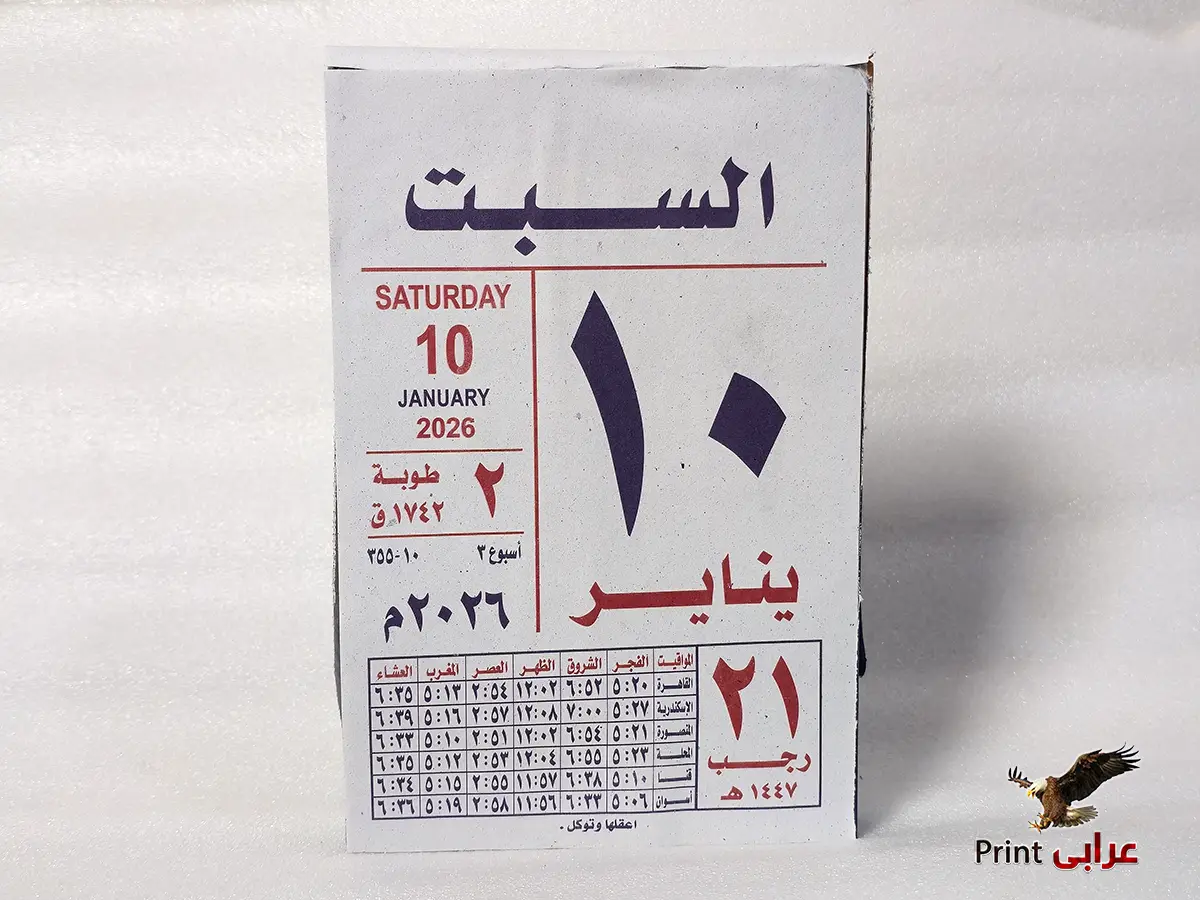 السبت
١٠
يناير
SATURDAY
10
JANUARY
2026
٢ طوبة
١٧٤٢ ق
أسبوع ٣ ١٠-٣٥٥
٢٠٢٦م
٢١
رجب
١٤٤٧ هـ
المواقيت الفجر الشروق الظهر العصر المغرب العشاء
القاهرة ٥:٢٠ ٦:٥٢ ١٢:٠٢ ٢:٥٤ ٥:١٣ ٦:٣٥
الإسكندرية ٥:٢٧ ٧:٠٠ ١٢:٠٨ ٢:٥٧ ٥:١٦ ٦:٣٩
المنصورة ٥:٢١ ٦:٥٤ ١٢:٠٢ ٢:٥١ ٥:١٠ ٦:٣٣
المحلة ٥:٢٣ ٦:٥٥ ١٢:٠٤ ٢:٥٣ ٥:١٢ ٦:٣٥
قنا ٥:١٠ ٦:٣٨ ١١:٥٧ ٢:٥٥ ٥:١٥ ٦:٣٤
أسوان ٥:٠٦ ٦:٣٣ ١١:٥٦ ٢:٥٨ ٥:١٩ ٦:٣٦
اعقلها وتوكل .
Print عرابى